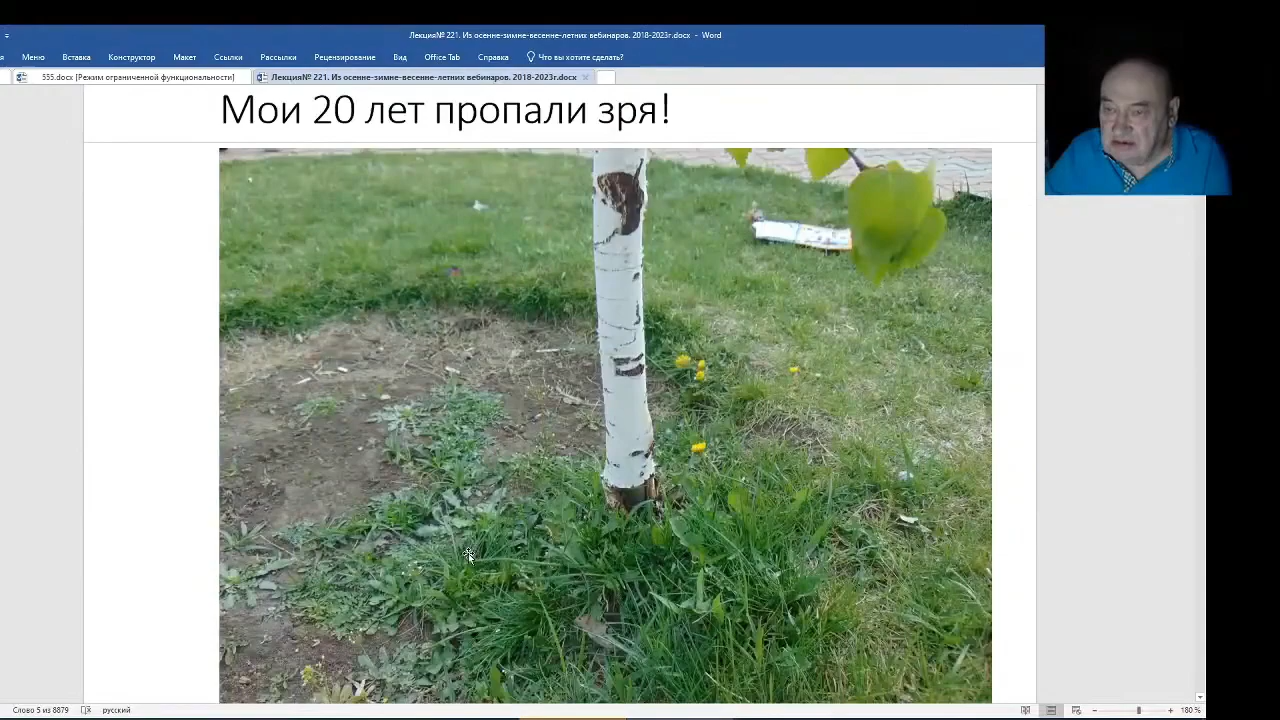 Лекция№ 221. Из осенне-зимне-весенне-летних вебинаров. 2018-2023г.docx - Word
Меню Вставка Конструктор Макет Ссылки Рассылки Рецензирование Вид Office Tab Справка Что вы хотите сделать?
555.docx [Режим ограниченной функциональности] Лекция№ 221. Из осенне-зимне-весенне-летних вебинаров. 2018-2023г.docx
Мои 20 лет пропали зря!
Слово 5 из 8879 русский 180 %